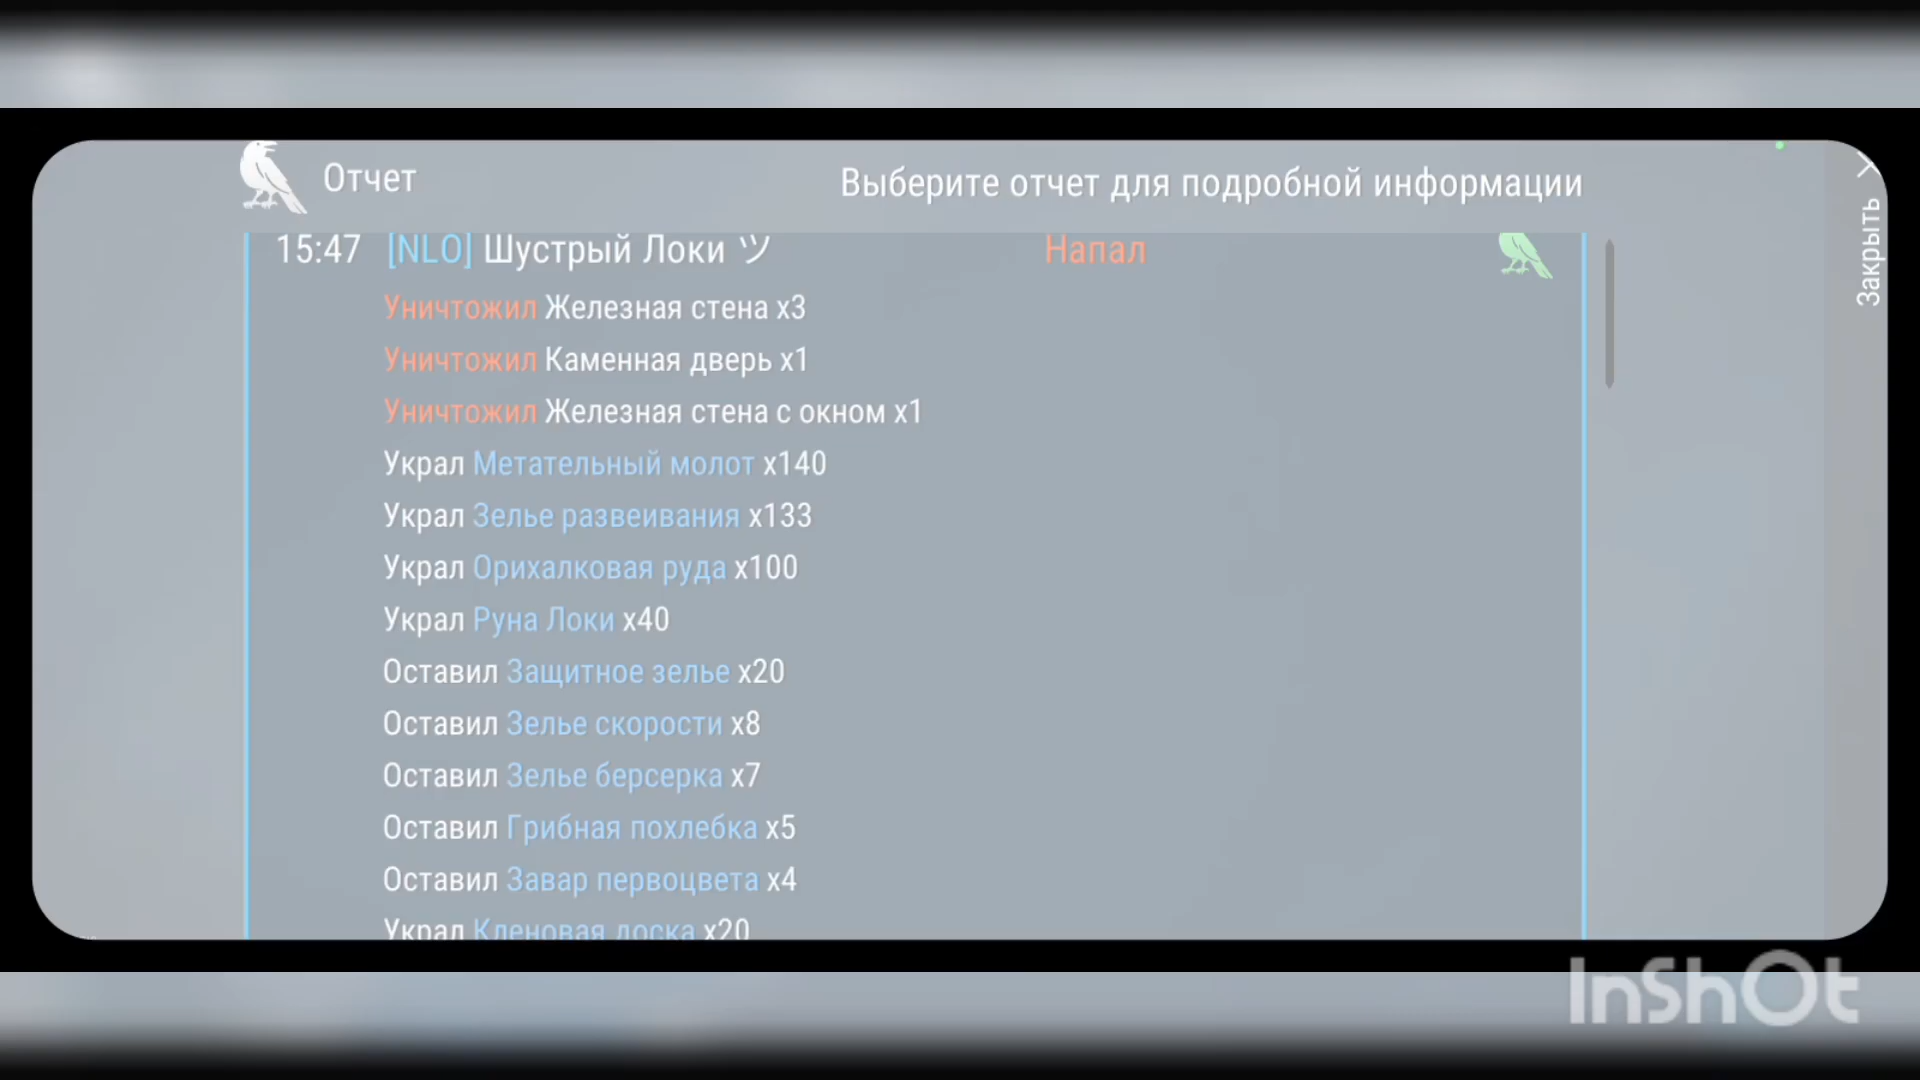 Отчет
Выберите отчет для подробной информации
Закрыть
15:47 [NLO] Шустрый Локи ツ Напал
Уничтожил Железная стена x3
Уничтожил Каменная дверь x1
Уничтожил Железная стена с окном x1
Украл Метательный молот x140
Украл Зелье развеивания x133
Украл Орихалковая руда x100
Украл Руна Локи x40
Оставил Защитное зелье x20
Оставил Зелье скорости x8
Оставил Зелье берсерка x7
Оставил Грибная похлебка x5
Оставил Завар первоцвета x4
Украл Кленовая доска x20
InShOt